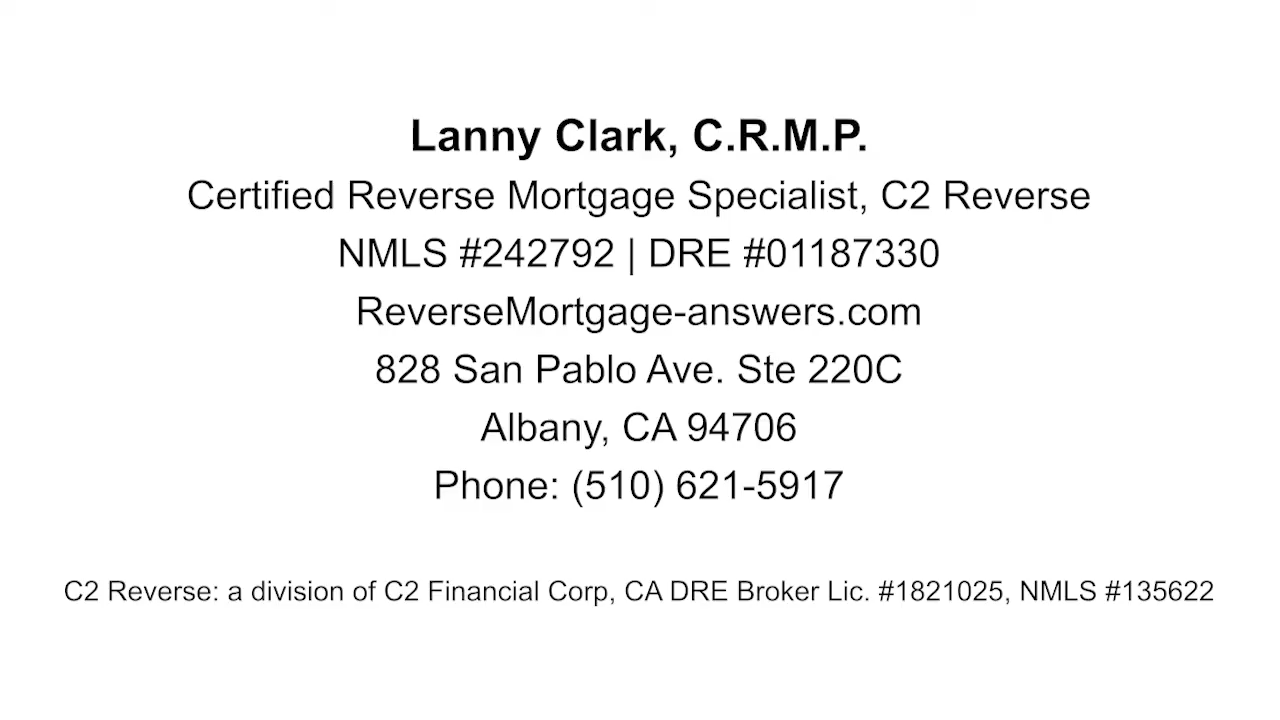 Lanny Clark, C.R.M.P.
Certified Reverse Mortgage Specialist, C2 Reverse
NMLS #242792 | DRE #01187330
ReverseMortgage-answers.com
828 San Pablo Ave. Ste 220C
Albany, CA 94706
Phone: (510) 621-5917
C2 Reverse: a division of C2 Financial Corp, CA DRE Broker Lic. #1821025, NMLS #135622